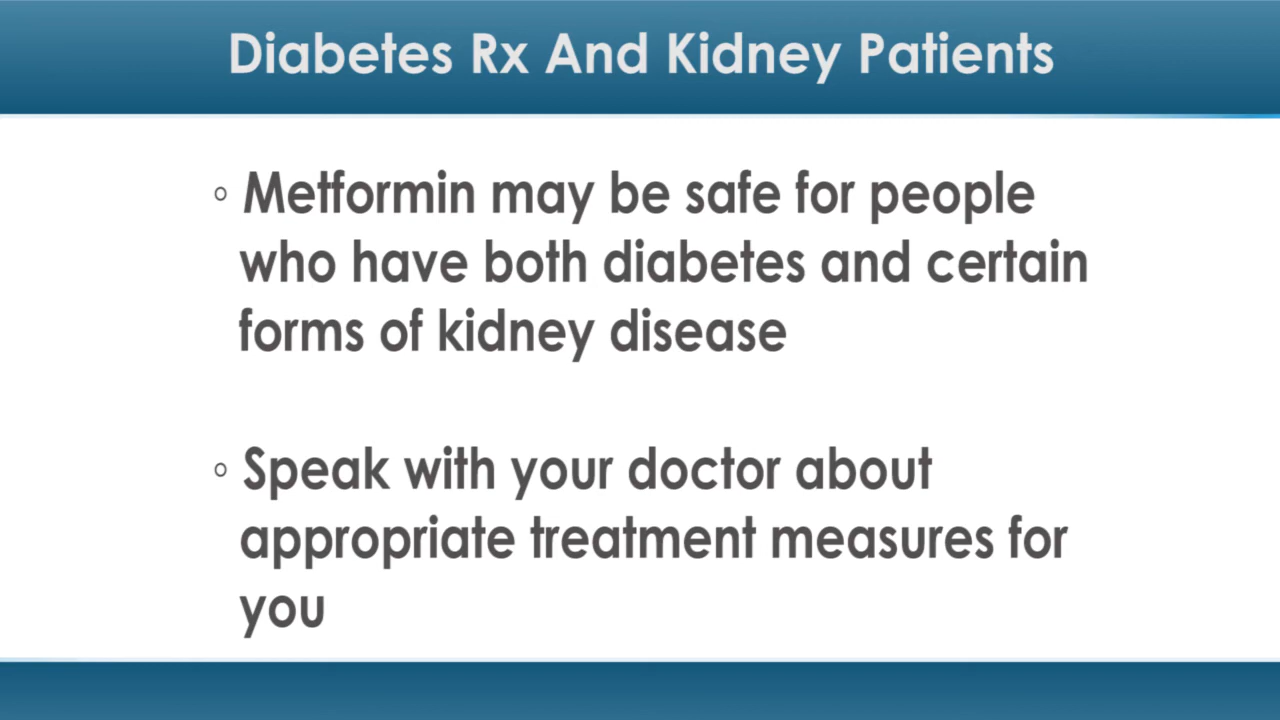 Diabetes Rx And Kidney Patients
◦ Metformin may be safe for people
who have both diabetes and certain
forms of kidney disease
◦ Speak with your doctor about
appropriate treatment measures for
you